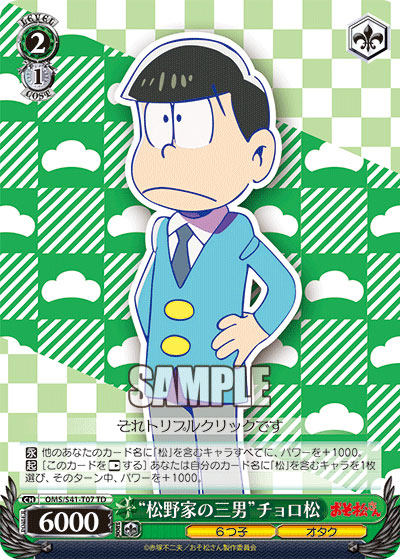 LEVEL
2
1
COST
SAMPLE
それトリプルクリックです
永 他のあなたのカード名に「松」を含むキャラすべてに、パワーを+1000。
起 [このカードを する] あなたは自分のカード名に「松」を含むキャラを1枚
選び、そのターン中、パワーを+1000。
CH OMS/S41-T07 TD
6000
“松野家の三男”チョロ松
おそ松さん
6つ子
オタク
©赤塚不二夫/おそ松さん製作委員会